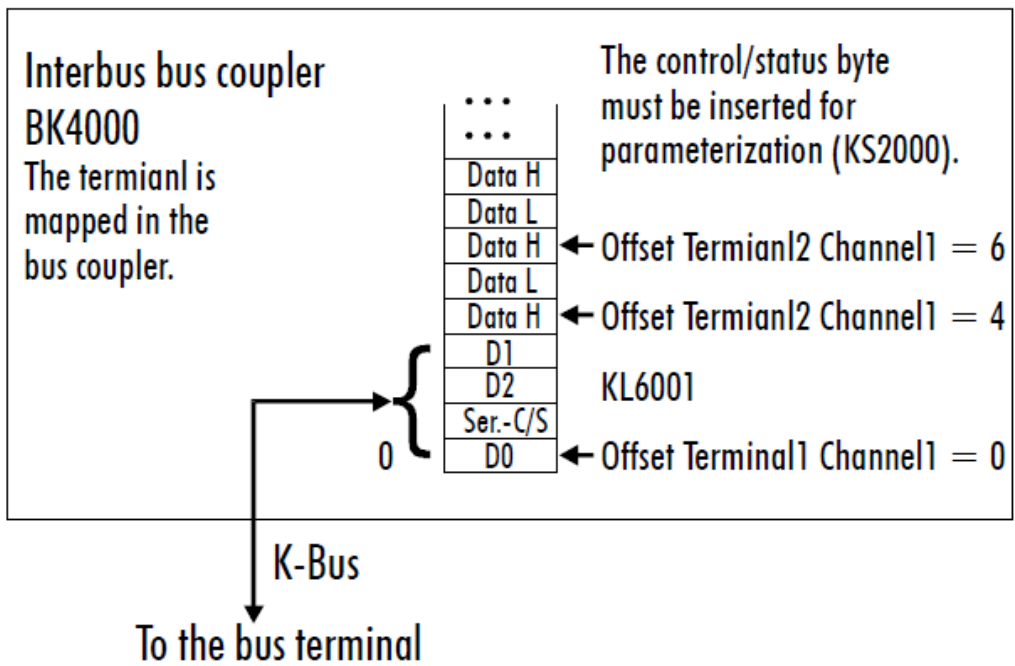 Interbus bus coupler
BK4000
The termianl is
mapped in the
bus coupler.
The control/status byte
must be inserted for
parameterization (KS2000).
...
...
Data H
Data L
Data H
Offset Termianl2 Channel1 = 6
Data L
Data H
Offset Termianl2 Channel1 = 4
D1
D2
KL6001
Ser.-C/S
0
D0
Offset Terminal1 Channel1 = 0
K-Bus
To the bus terminal